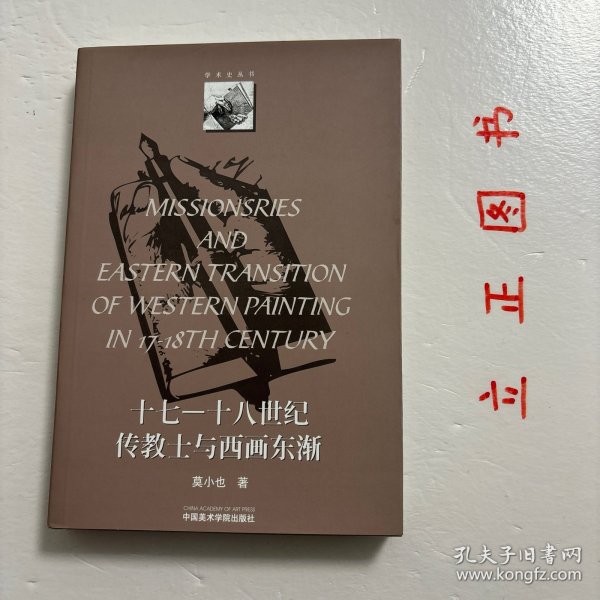 学术史丛书
MISSIONSRIES
AND
EASTERN TRANSITION
OF WESTERN PAINTING
IN 17-18TH CENTURY
十七—十八世纪
传教士与西画东渐
莫小也 著
CHINA ACADEMY OF ART PRESS
中国美术学院出版社
立正图书
孔夫子旧书网
www.kongfz.com